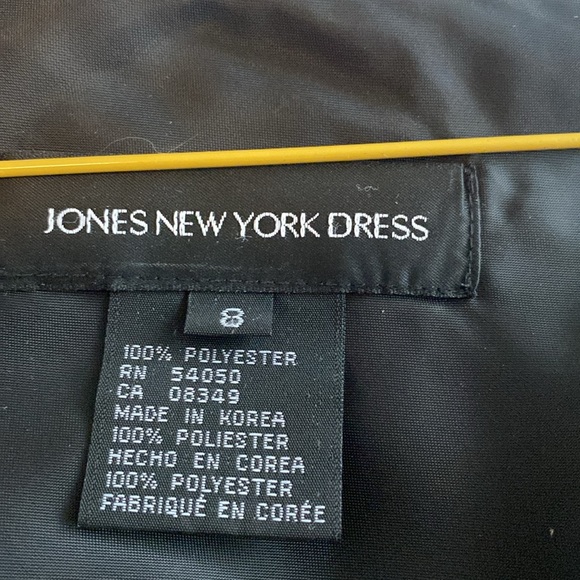 JONES NEW YORK DRESS
8
100% POLYESTER
RN 54050
CA 08349
MADE IN KOREA
100% POLIESTER
HECHO EN COREA
100% POLYESTER
FABRIQUÉ EN CORÉE